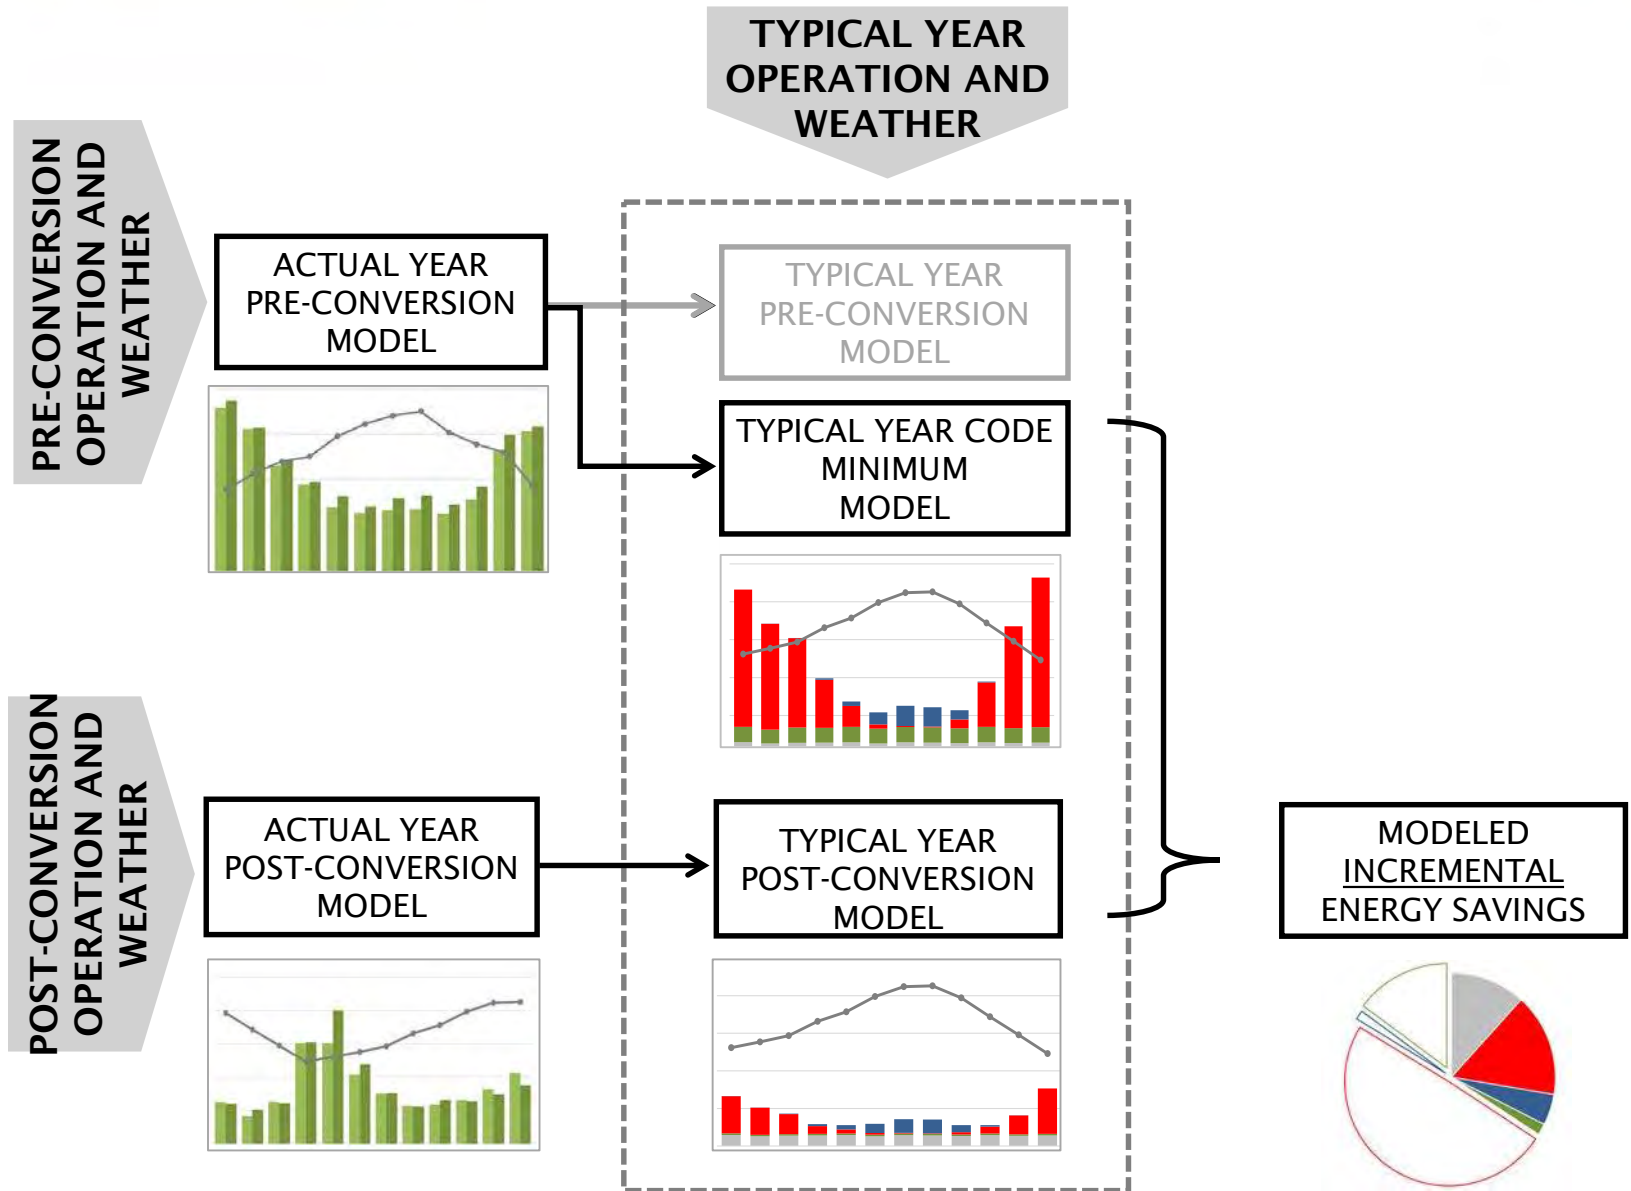 TYPICAL YEAR
OPERATION AND
WEATHER
PRE-CONVERSION
OPERATION AND
WEATHER
ACTUAL YEAR
PRE-CONVERSION
MODEL
TYPICAL YEAR
PRE-CONVERSION
MODEL
TYPICAL YEAR CODE
MINIMUM
MODEL
POST-CONVERSION
OPERATION AND
WEATHER
ACTUAL YEAR
POST-CONVERSION
MODEL
TYPICAL YEAR
POST-CONVERSION
MODEL
MODELED
INCREMENTAL
ENERGY SAVINGS